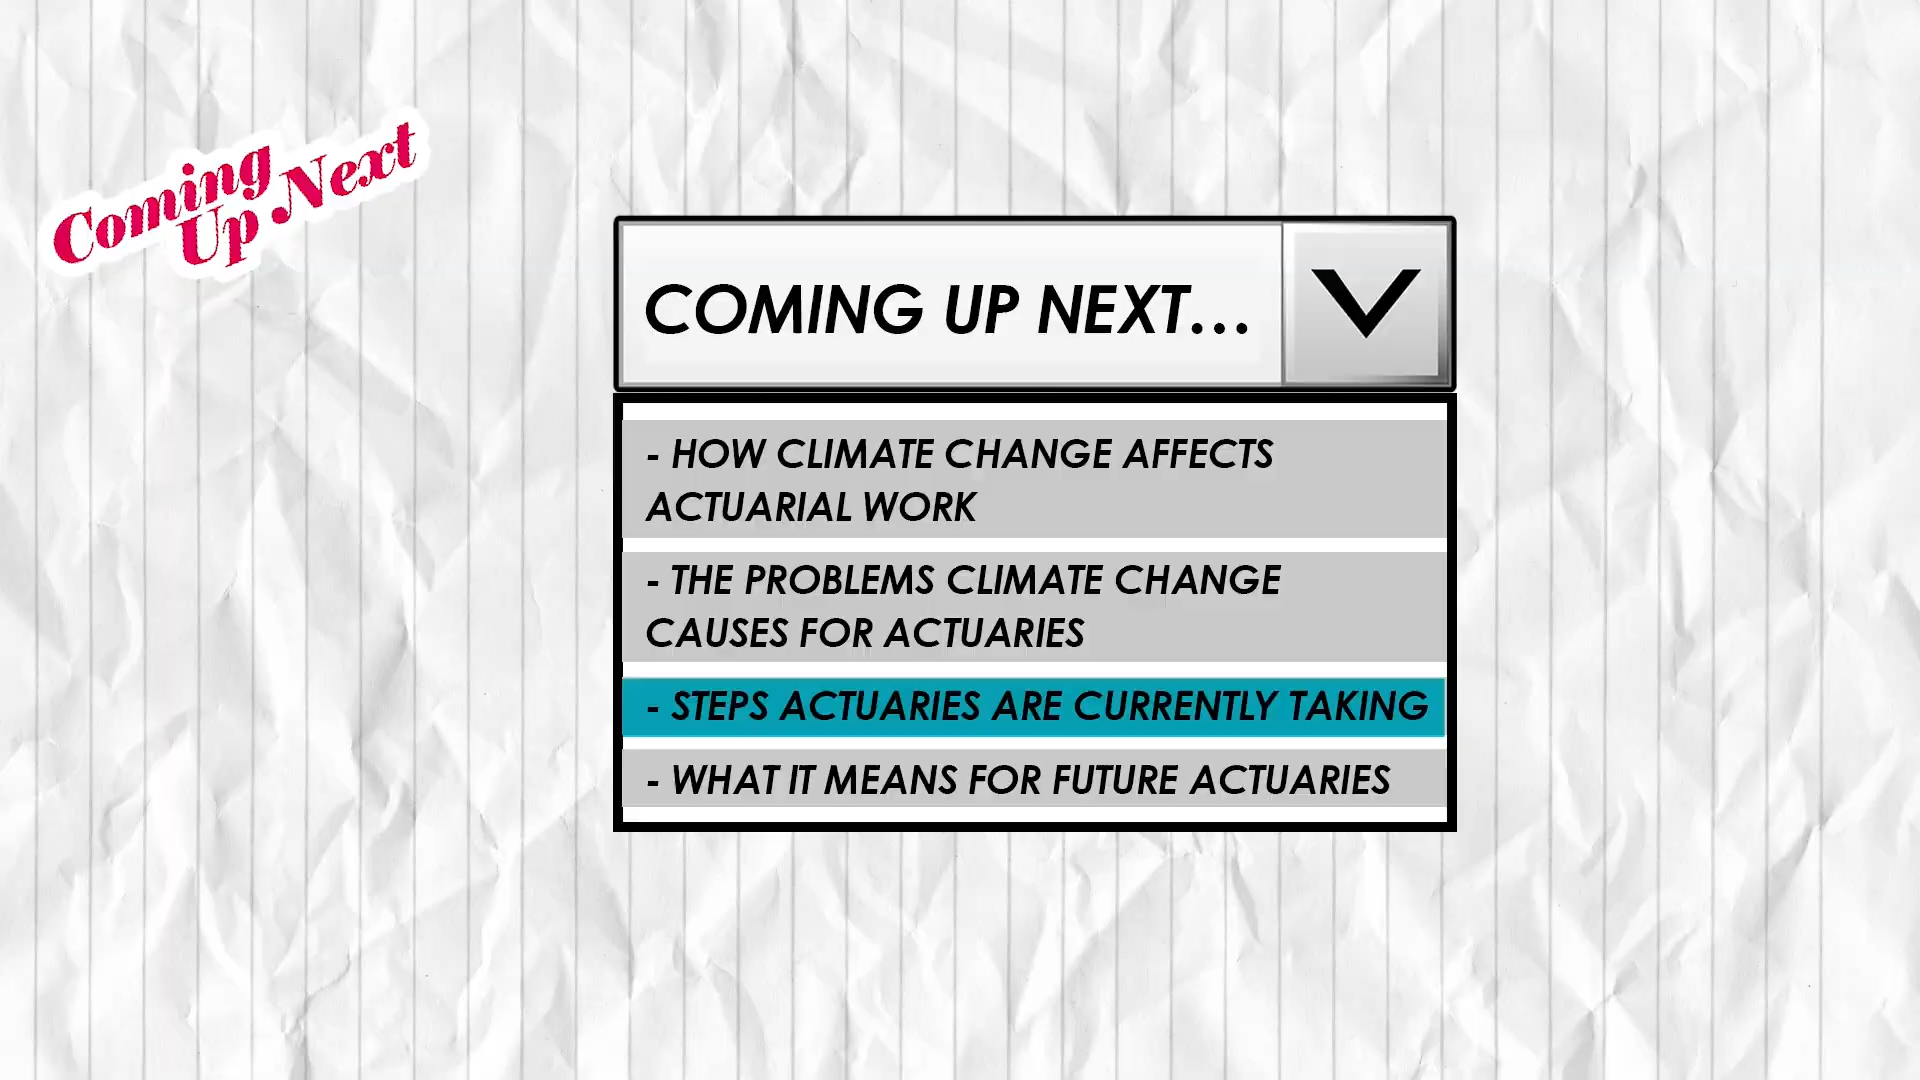 Coming
Up Next
COMING UP NEXT...
- HOW CLIMATE CHANGE AFFECTS
ACTUARIAL WORK
- THE PROBLEMS CLIMATE CHANGE
CAUSES FOR ACTUARIES
- STEPS ACTUARIES ARE CURRENTLY TAKING
- WHAT IT MEANS FOR FUTURE ACTUARIES